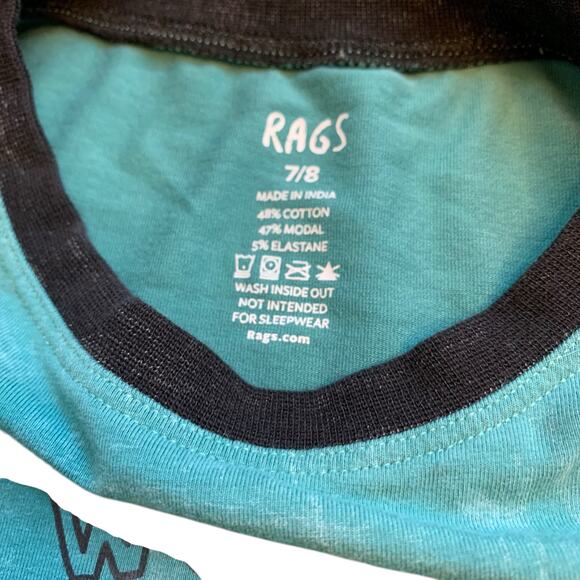 RAGS
7/8
MADE IN INDIA
48% COTTON
47% MODAL
5% ELASTANE
WASH INSIDE OUT
NOT INTENDED
FOR SLEEPWEAR
Rags.com
W